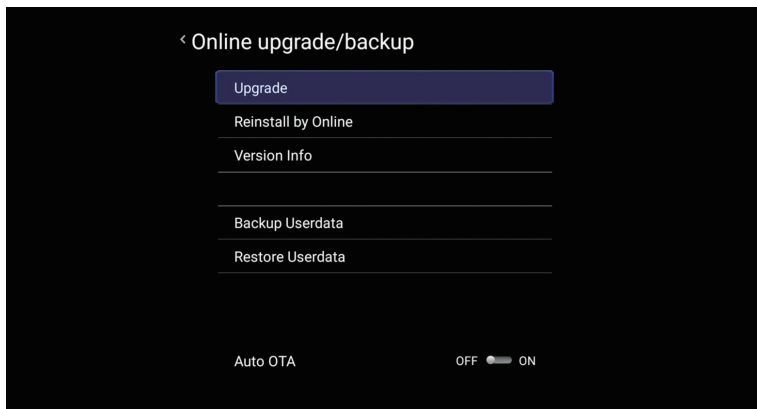 Online upgrade/backup
Upgrade
Reinstall by Online
Version Info
Backup Userdata
Restore Userdata
Auto OTA OFF ON